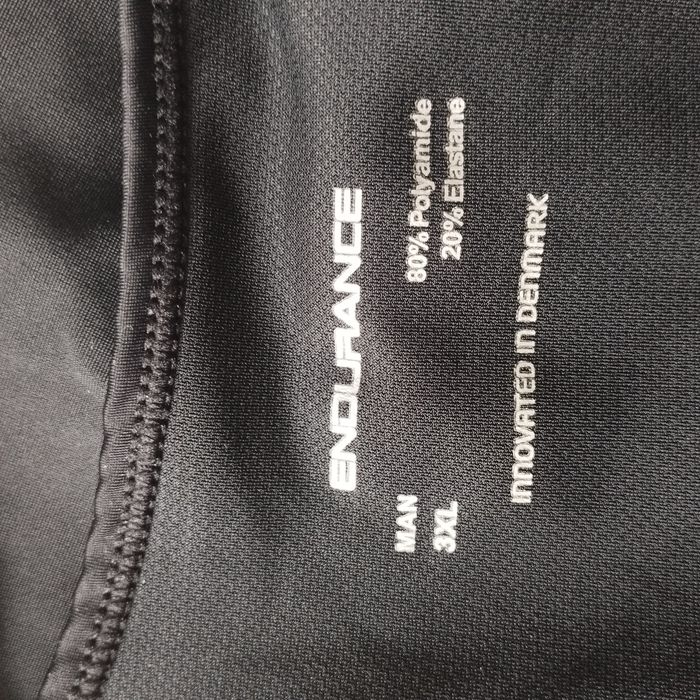 ENDURANCE
MAN
3XL
80% Polyamide
20% Elastane
INNOVATED IN DENMARK